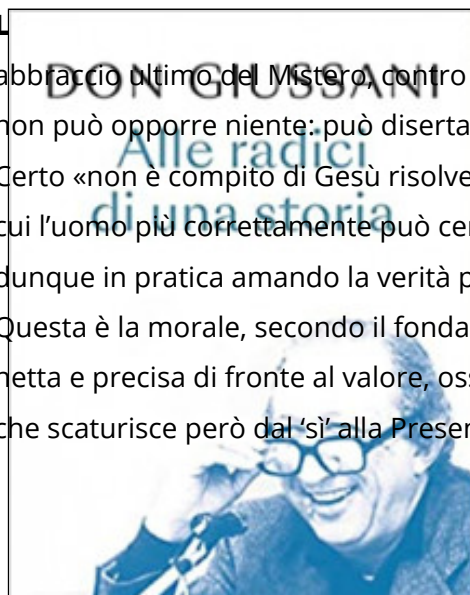 DON GIUSSANI
Alle radici
di una storia
abbraccio ultimo del Mistero, contro
non può opporre niente: può diserta
Certo «non è compito di Gesù risolve
cui l’uomo più correttamente può cer
dunque in pratica amando la verità p
Questa è la morale, secondo il fonda
netta e precisa di fronte al valore, oss
che scaturisce però dal ‘sì’ alla Presen